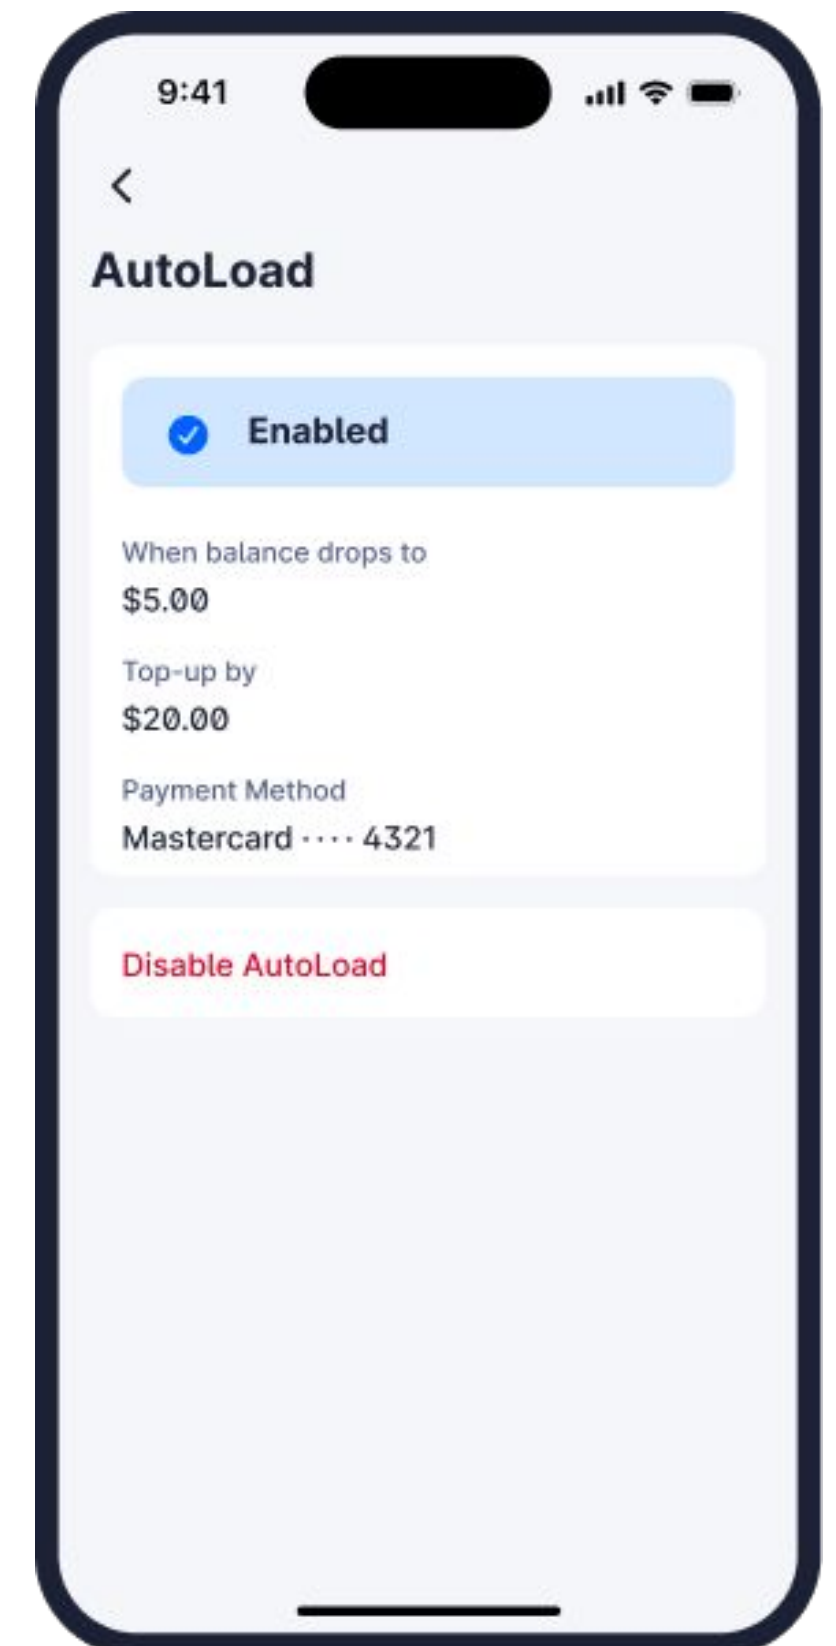 9:41
AutoLoad
Enabled
When balance drops to
$5.00
Top-up by
$20.00
Payment Method
Mastercard ···· 4321
Disable AutoLoad